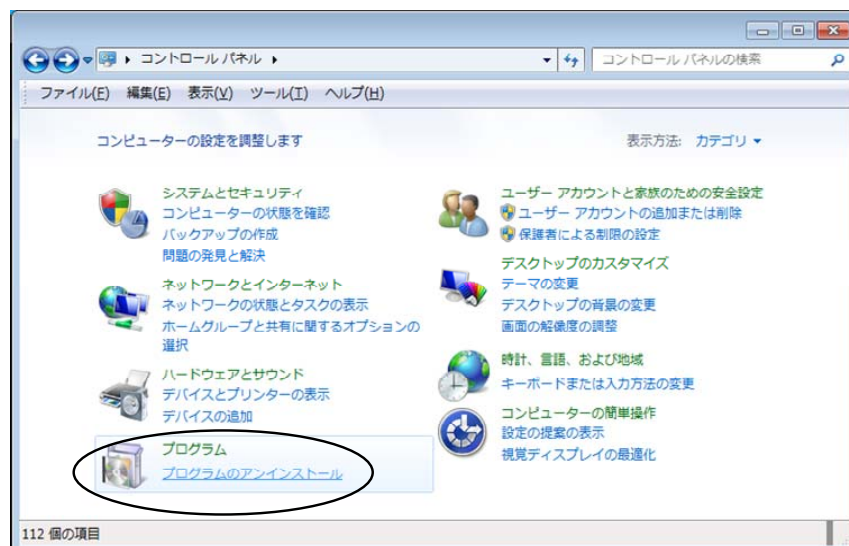 コントロール パネル
コントロール パネルの検索
ファイル(F) 編集(E) 表示(V) ツール(T) ヘルプ(H)
コンピューターの設定を調整します
表示方法: カテゴリ
システムとセキュリティ
コンピューターの状態を確認
バックアップの作成
問題の発見と解決
ネットワークとインターネット
ネットワークの状態とタスクの表示
ホームグループと共有に関するオプションの
選択
ハードウェアとサウンド
デバイスとプリンターの表示
デバイスの追加
プログラム
プログラムのアンインストール
ユーザー アカウントと家族のための安全設定
ユーザー アカウントの追加または削除
保護者による制限の設定
デスクトップのカスタマイズ
テーマの変更
デスクトップの背景の変更
画面の解像度の調整
時計、言語、および地域
キーボードまたは入力方法の変更
コンピューターの簡単操作
設定の提案の表示
視覚ディスプレイの最適化
112 個の項目